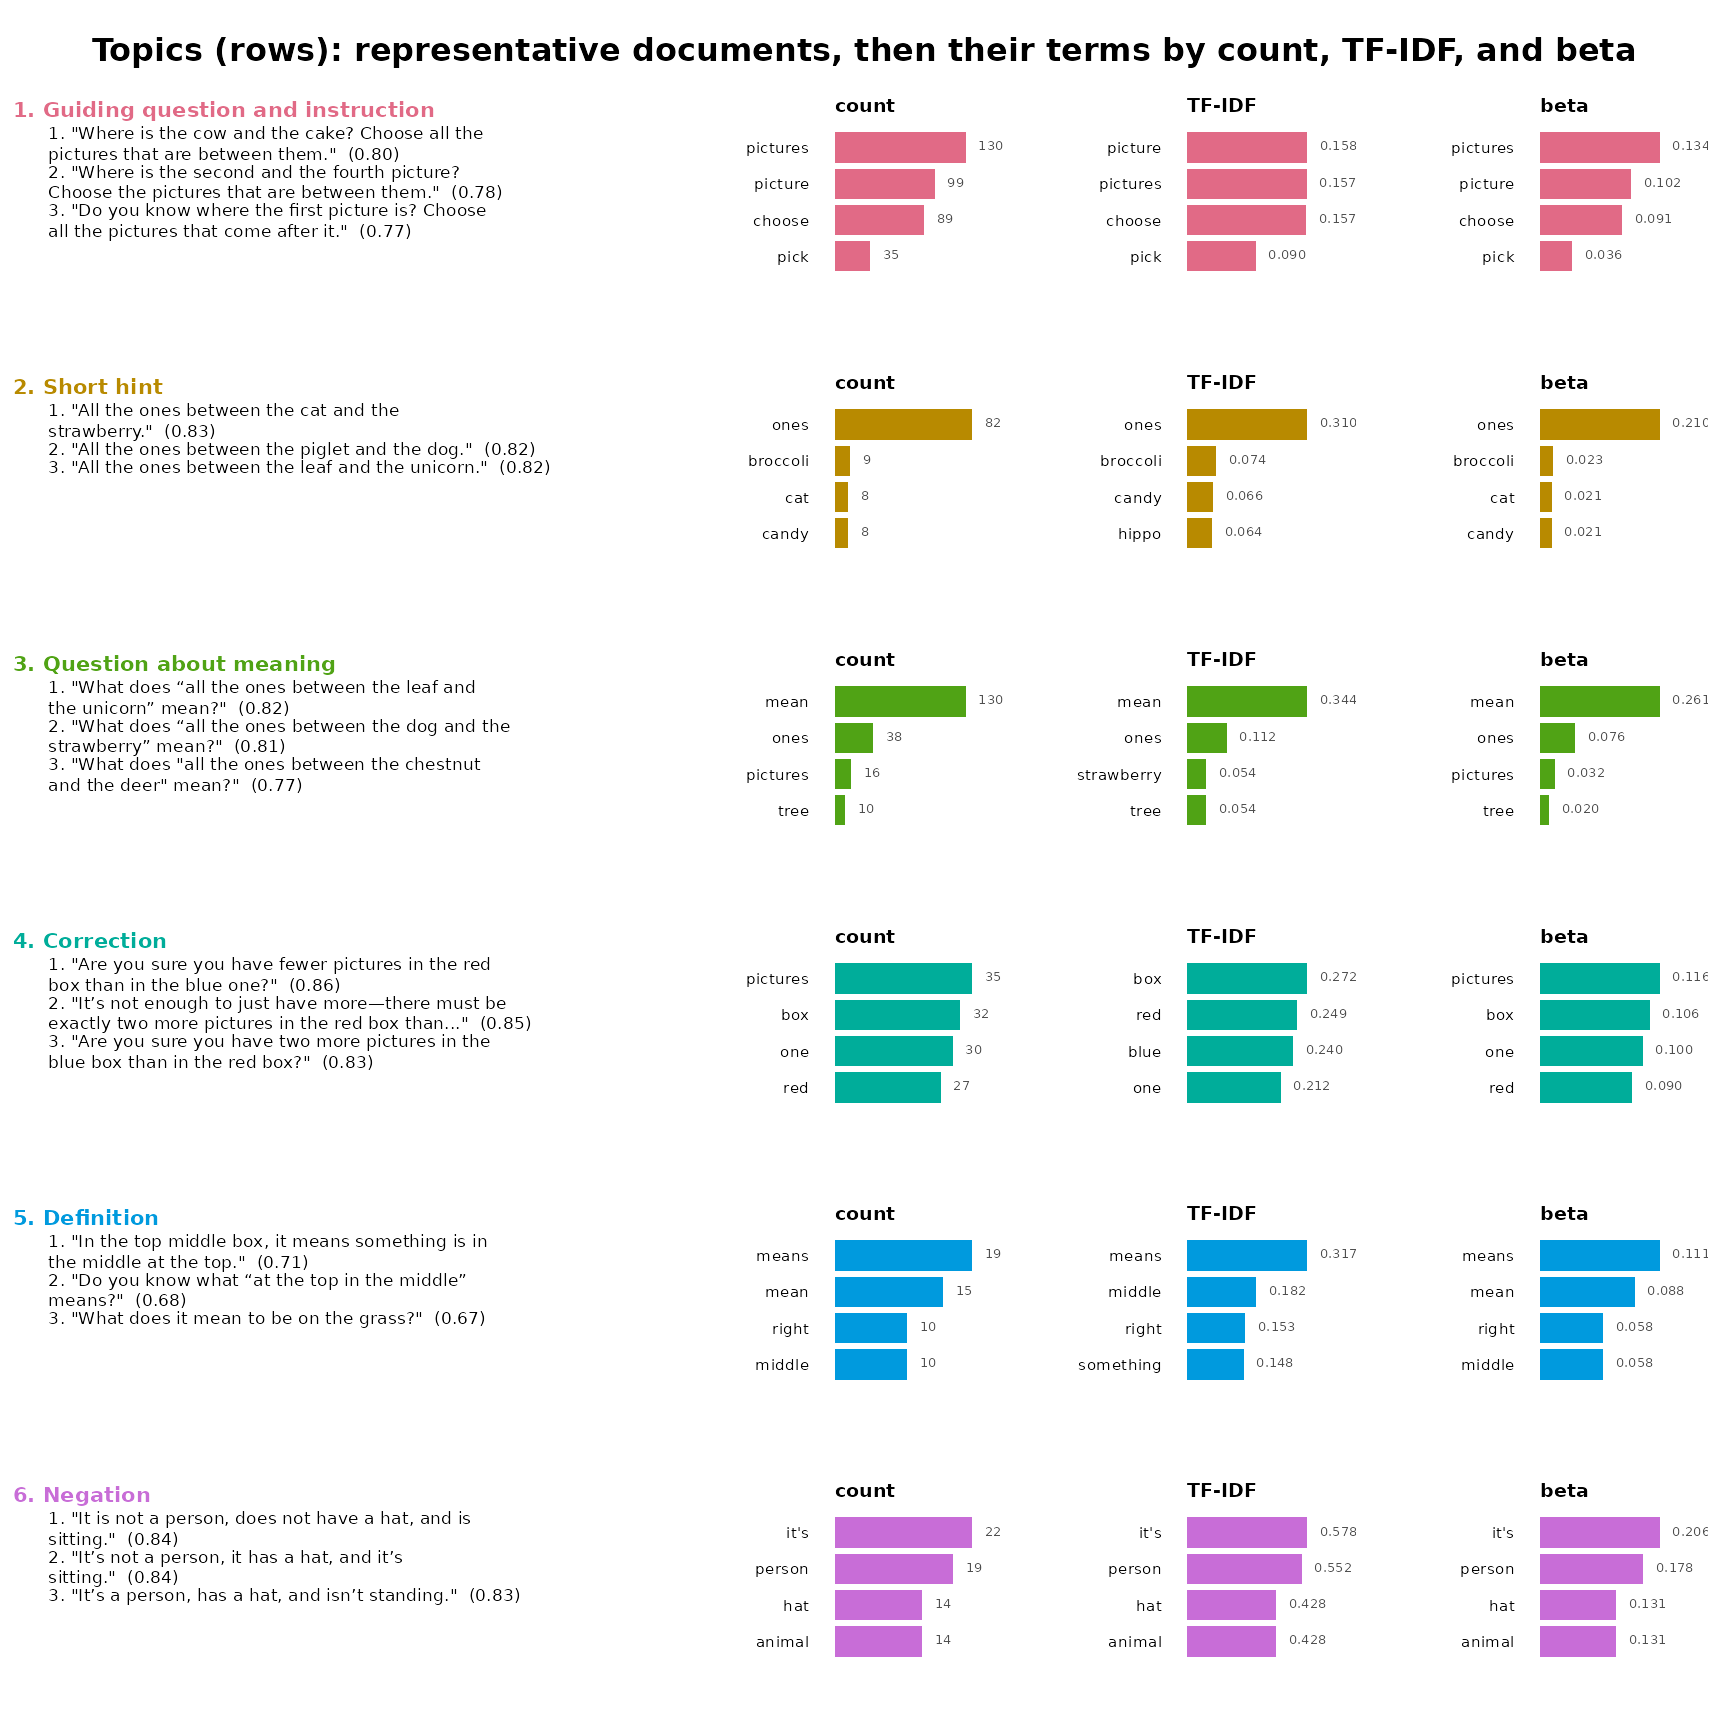 Topics (rows): representative documents, then their terms by count, TF-IDF, and beta
1. Guiding question and instruction
1. "Where is the cow and the cake? Choose all the
pictures that are between them."  (0.80)
2. "Where is the second and the fourth picture?
Choose the pictures that are between them."  (0.78)
3. "Do you know where the first picture is? Choose
all the pictures that come after it."  (0.77)
count
pictures 130
picture 99
choose 89
pick 35
TF-IDF
picture 0.158
pictures 0.157
choose 0.157
pick 0.090
beta
pictures 0.134
picture 0.102
choose 0.091
pick 0.036
2. Short hint
1. "All the ones between the cat and the
strawberry."  (0.83)
2. "All the ones between the piglet and the dog."  (0.82)
3. "All the ones between the leaf and the unicorn."  (0.82)
count
ones 82
broccoli 9
cat 8
candy 8
TF-IDF
ones 0.310
broccoli 0.074
candy 0.066
hippo 0.064
beta
ones 0.210
broccoli 0.023
cat 0.021
candy 0.021
3. Question about meaning
1. "What does “all the ones between the leaf and
the unicorn” mean?"  (0.82)
2. "What does “all the ones between the dog and the
strawberry” mean?"  (0.81)
3. "What does "all the ones between the chestnut
and the deer" mean?"  (0.77)
count
mean 130
ones 38
pictures 16
tree 10
TF-IDF
mean 0.344
ones 0.112
strawberry 0.054
tree 0.054
beta
mean 0.261
ones 0.076
pictures 0.032
tree 0.020
4. Correction
1. "Are you sure you have fewer pictures in the red
box than in the blue one?"  (0.86)
2. "It’s not enough to just have more—there must be
exactly two more pictures in the red box than..."  (0.85)
3. "Are you sure you have two more pictures in the
blue box than in the red box?"  (0.83)
count
pictures 35
box 32
one 30
red 27
TF-IDF
box 0.272
red 0.249
blue 0.240
one 0.212
beta
pictures 0.116
box 0.106
one 0.100
red 0.090
5. Definition
1. "In the top middle box, it means something is in
the middle at the top."  (0.71)
2. "Do you know what “at the top in the middle”
means?"  (0.68)
3. "What does it mean to be on the grass?"  (0.67)
count
means 19
mean 15
right 10
middle 10
TF-IDF
means 0.317
middle 0.182
right 0.153
something 0.148
beta
means 0.111
mean 0.088
right 0.058
middle 0.058
6. Negation
1. "It is not a person, does not have a hat, and is
sitting."  (0.84)
2. "It’s not a person, it has a hat, and it’s
sitting."  (0.84)
3. "It’s a person, has a hat, and isn’t standing."  (0.83)
count
it's 22
person 19
hat 14
animal 14
TF-IDF
it's 0.578
person 0.552
hat 0.428
animal 0.428
beta
it's 0.206
person 0.178
hat 0.131
animal 0.131